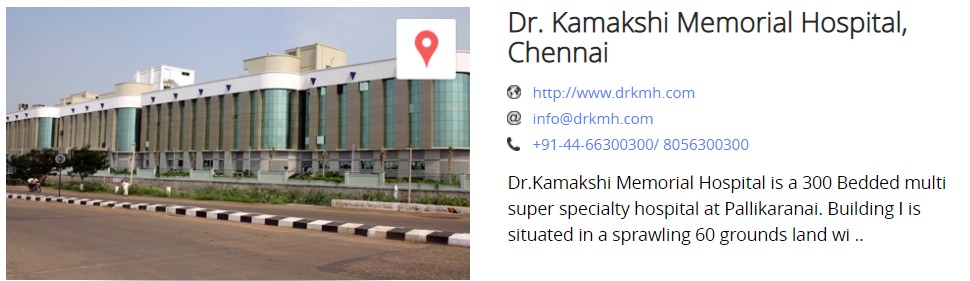 Dr. Kamakshi Memorial Hospital,
Chennai
http://www.drkmh.com
info@drkmh.com
+91-44-66300300/ 8056300300
Dr.Kamakshi Memorial Hospital is a 300 Bedded multi
super specialty hospital at Pallikaranai. Building I is
situated in a sprawling 60 grounds land wi ..